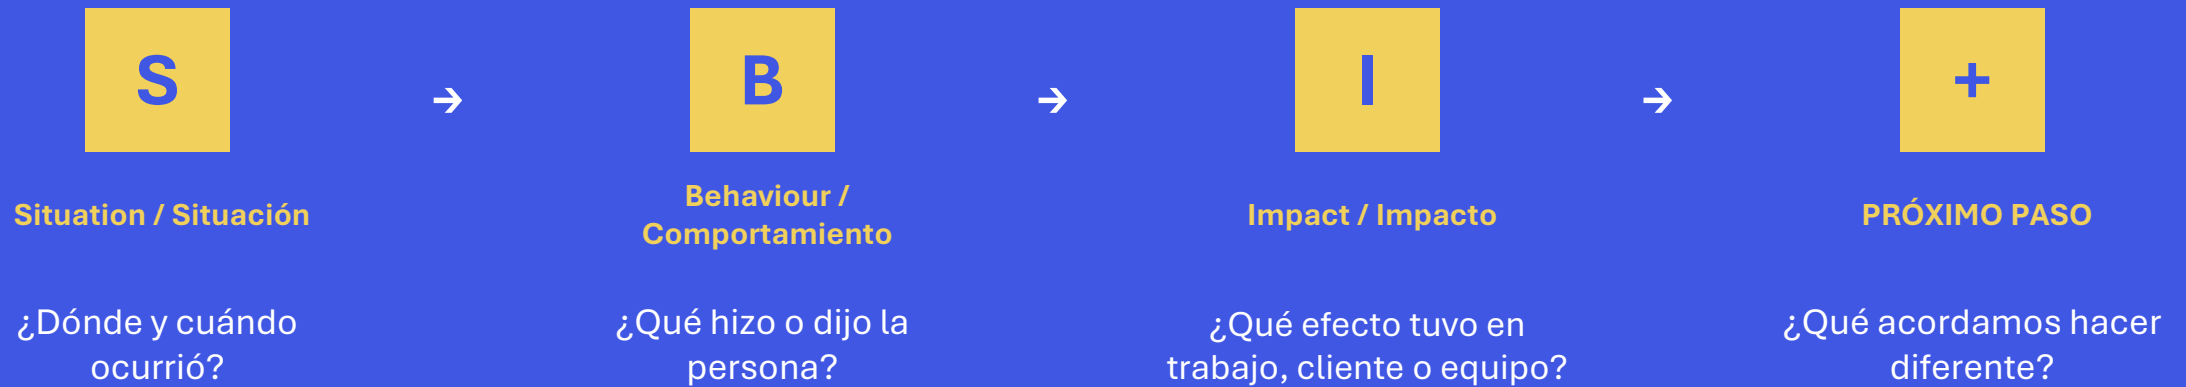 S
→
B
→
I
→
+
Situation / Situación
Behaviour /
Comportamiento
Impact / Impacto
PRÓXIMO PASO
¿Dónde y cuándo
ocurrió?
¿Qué hizo o dijo la
persona?
¿Qué efecto tuvo en
trabajo, cliente o equipo?
¿Qué acordamos hacer
diferente?